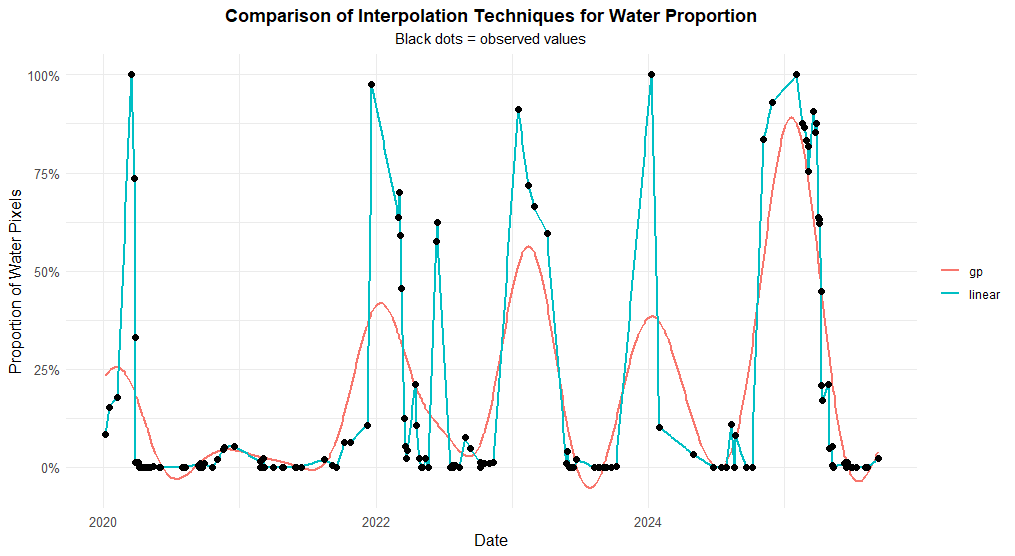 Comparison of Interpolation Techniques for Water Proportion
Black dots = observed values
Proportion of Water Pixels
100%
75%
50%
25%
0%
2020
2022
2024
Date
gp
linear